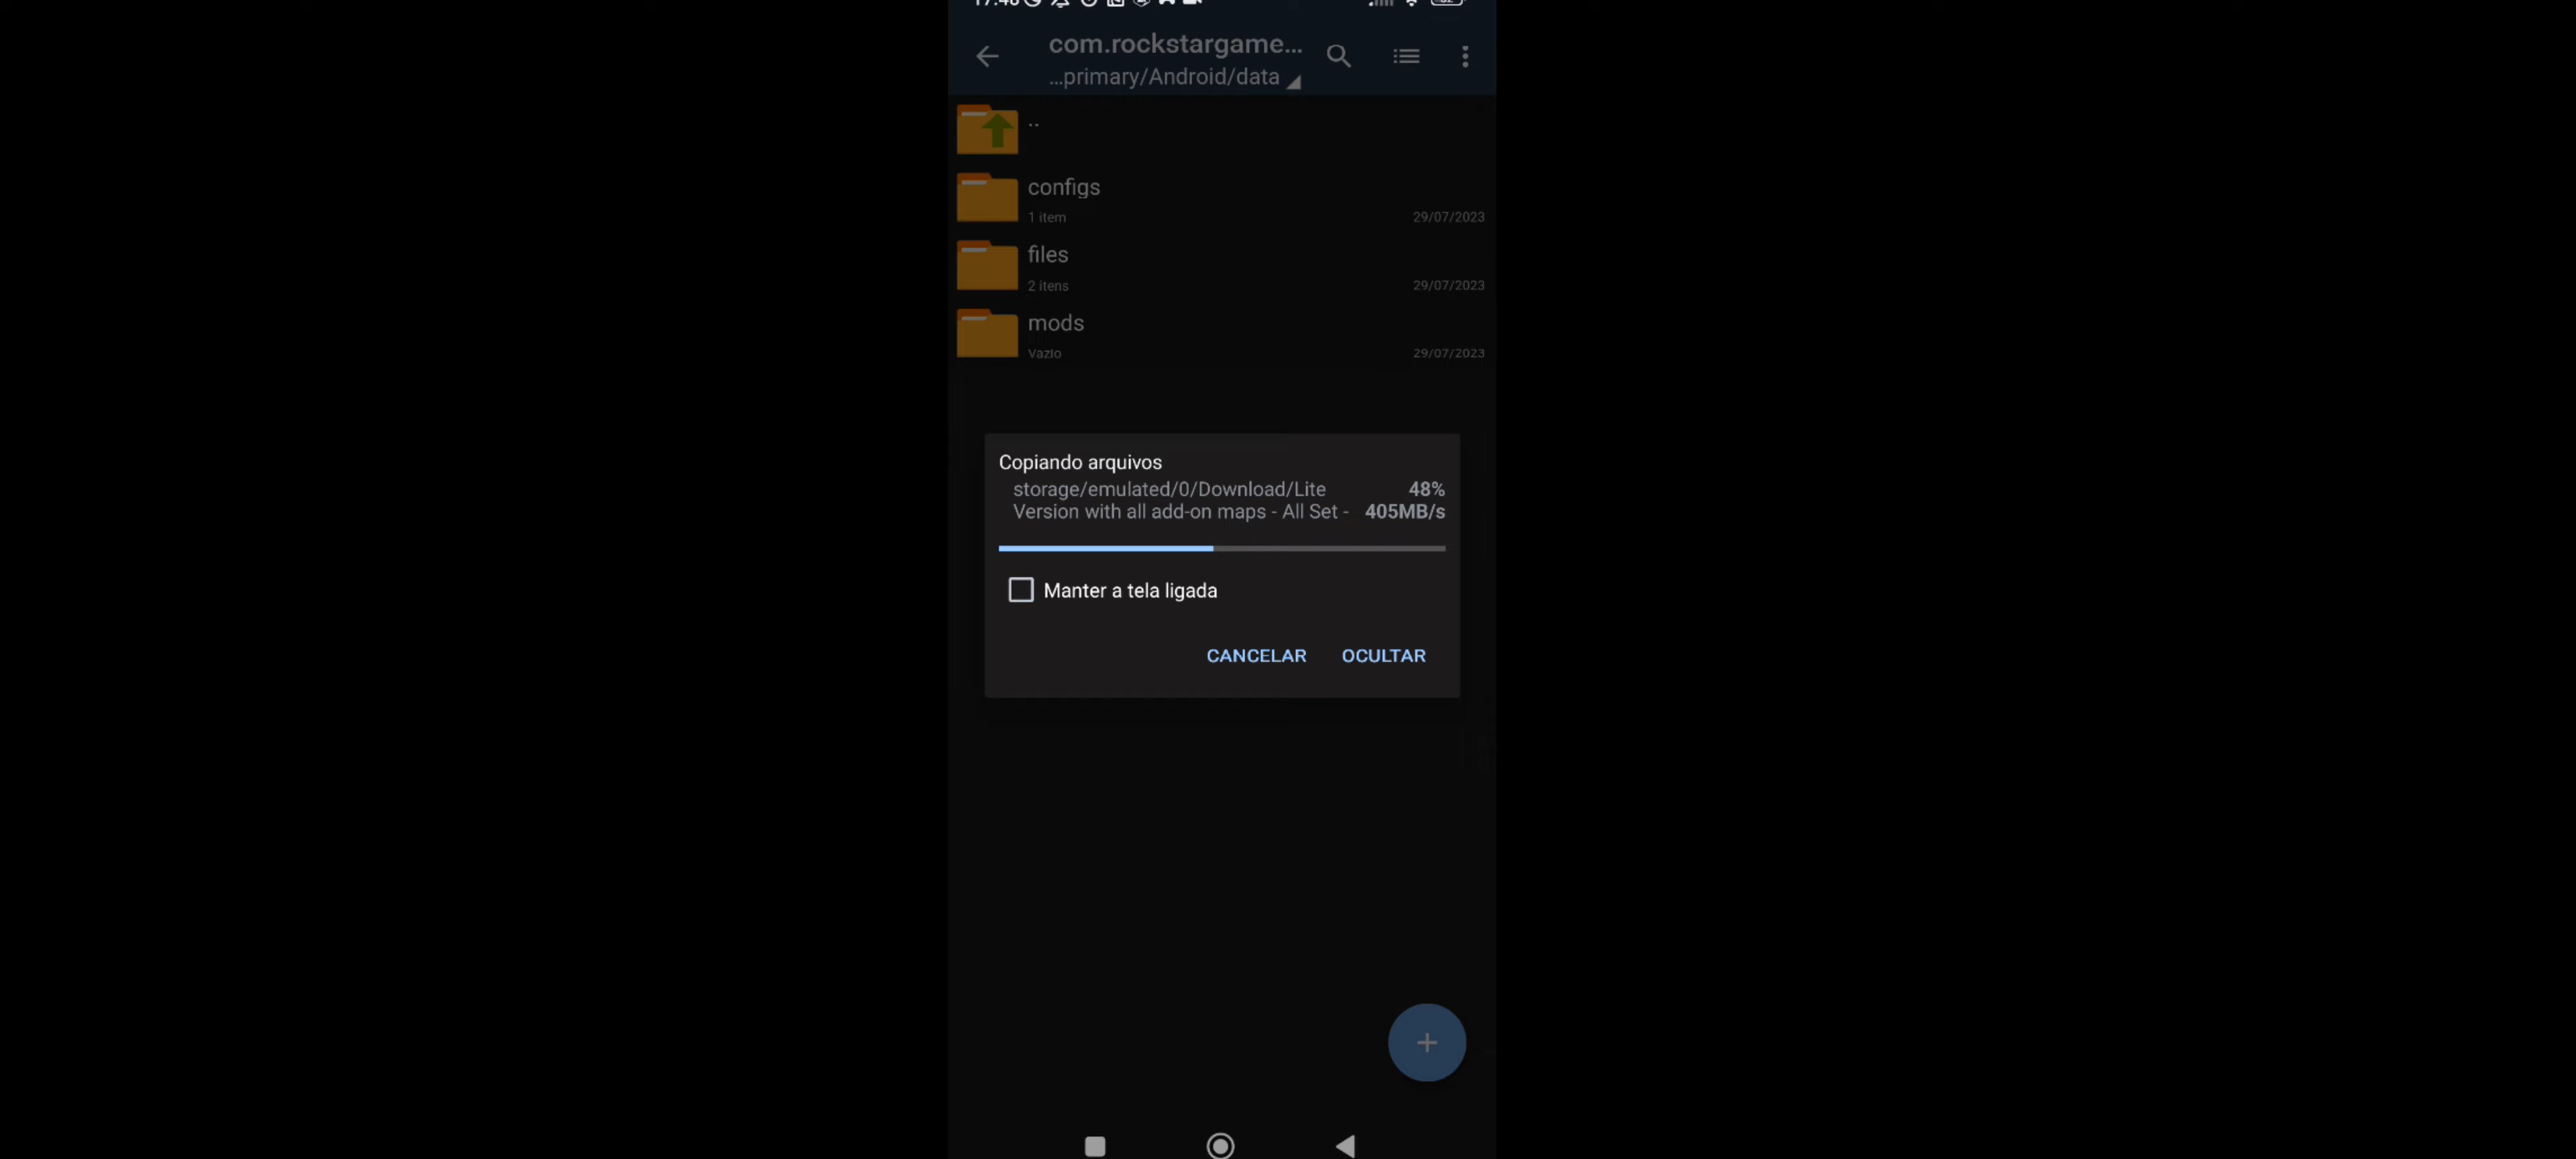 17:48
com.rockstargame...
...primary/Android/data
..
configs
1 item
29/07/2023
files
2 itens
29/07/2023
mods
Vazio
29/07/2023
Copiando arquivos
storage/emulated/0/Download/Lite
48%
Version with all add-on maps - All Set -
405MB/s
Manter a tela ligada
CANCELAR
OCULTAR